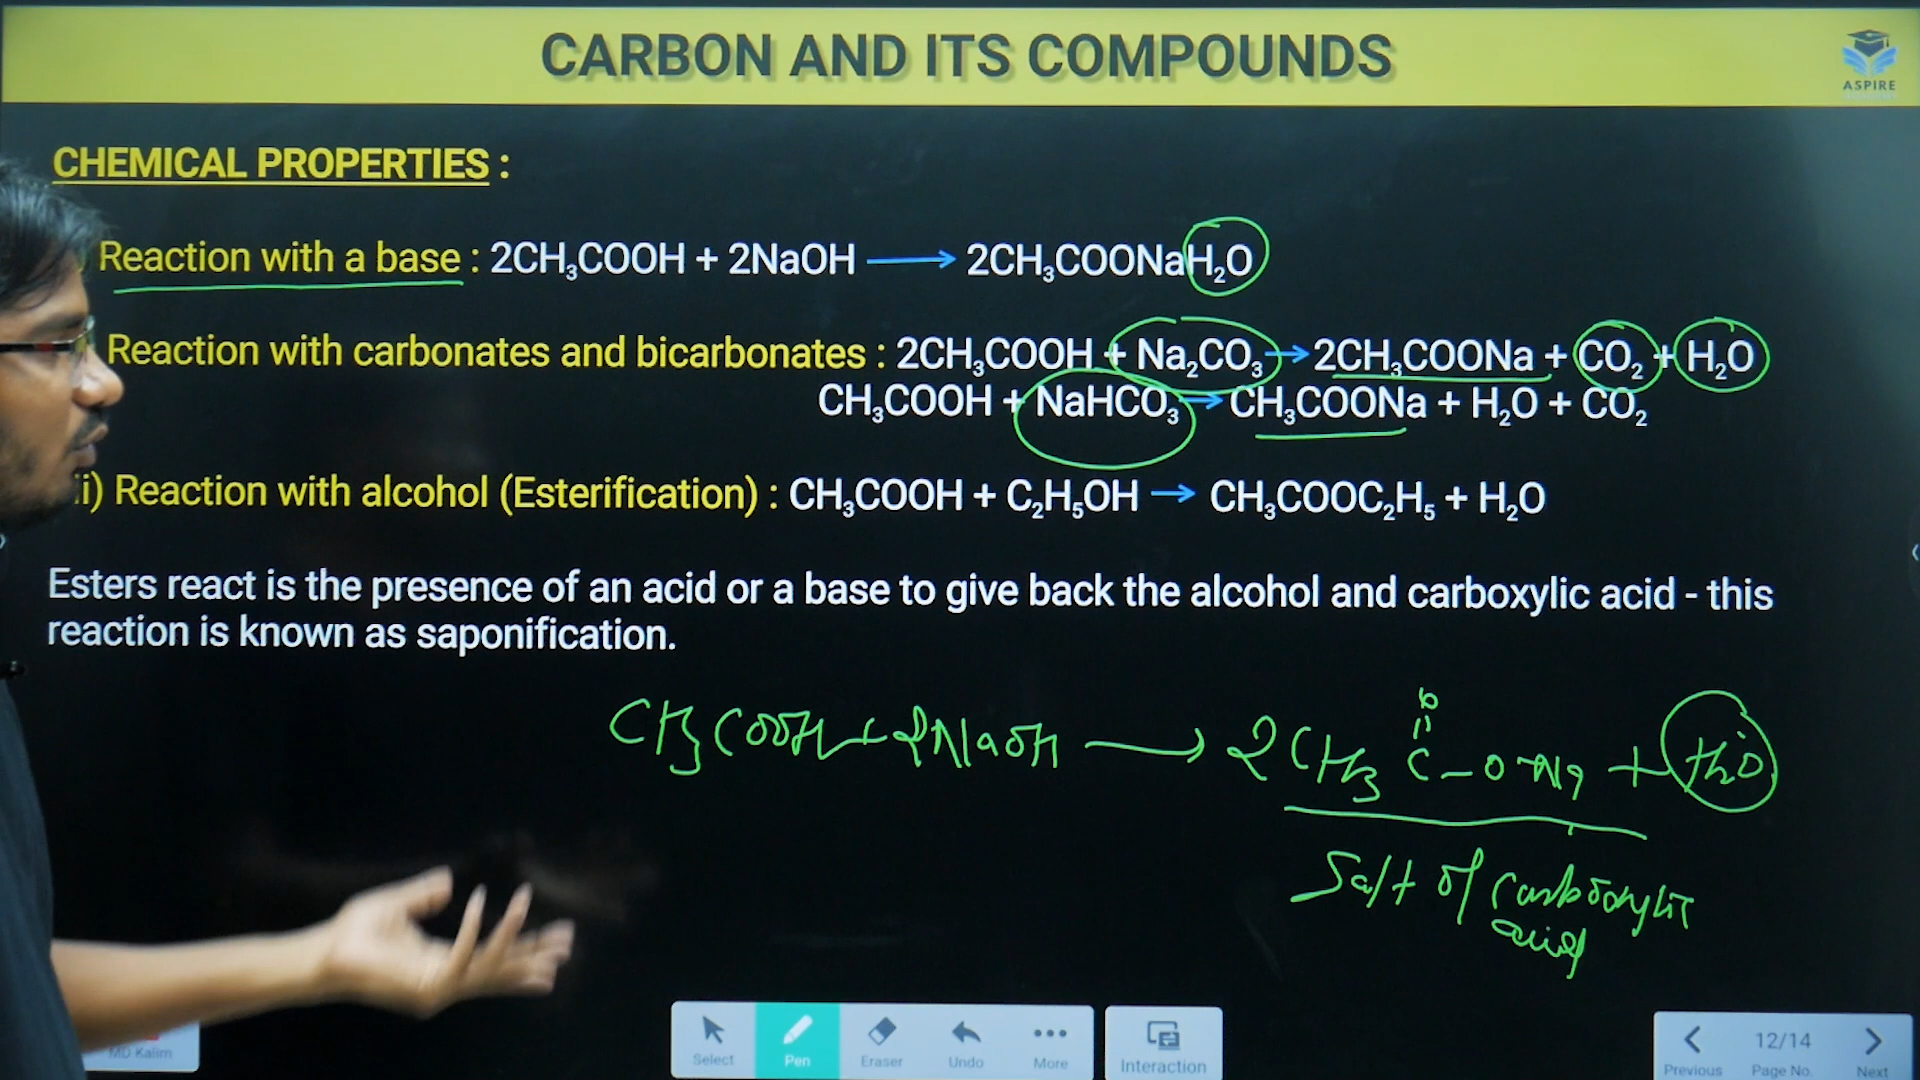 CARBON AND ITS COMPOUNDS
ASPIRE
CHEMICAL PROPERTIES :
Reaction with a base : 2CH₃COOH + 2NaOH ⟶ 2CH₃COONaH₂O
Reaction with carbonates and bicarbonates : 2CH₃COOH + Na₂CO₃ → 2CH₃COONa + CO₂ + H₂O
CH₃COOH + NaHCO₃ → CH₃COONa + H₂O + CO₂
i) Reaction with alcohol (Esterification) : CH₃COOH + C₂H₅OH → CH₃COOC₂H₅ + H₂O
Esters react is the presence of an acid or a base to give back the alcohol and carboxylic acid - this
reaction is known as saponification.
O
CH3COOH + 2NaOH ⟶ 2CH3 C - O - Na + H2O
Salt of carboxylic
acid
MD Kalim
Select Pen Eraser Undo More Interaction
12/14
Previous Page No. Next